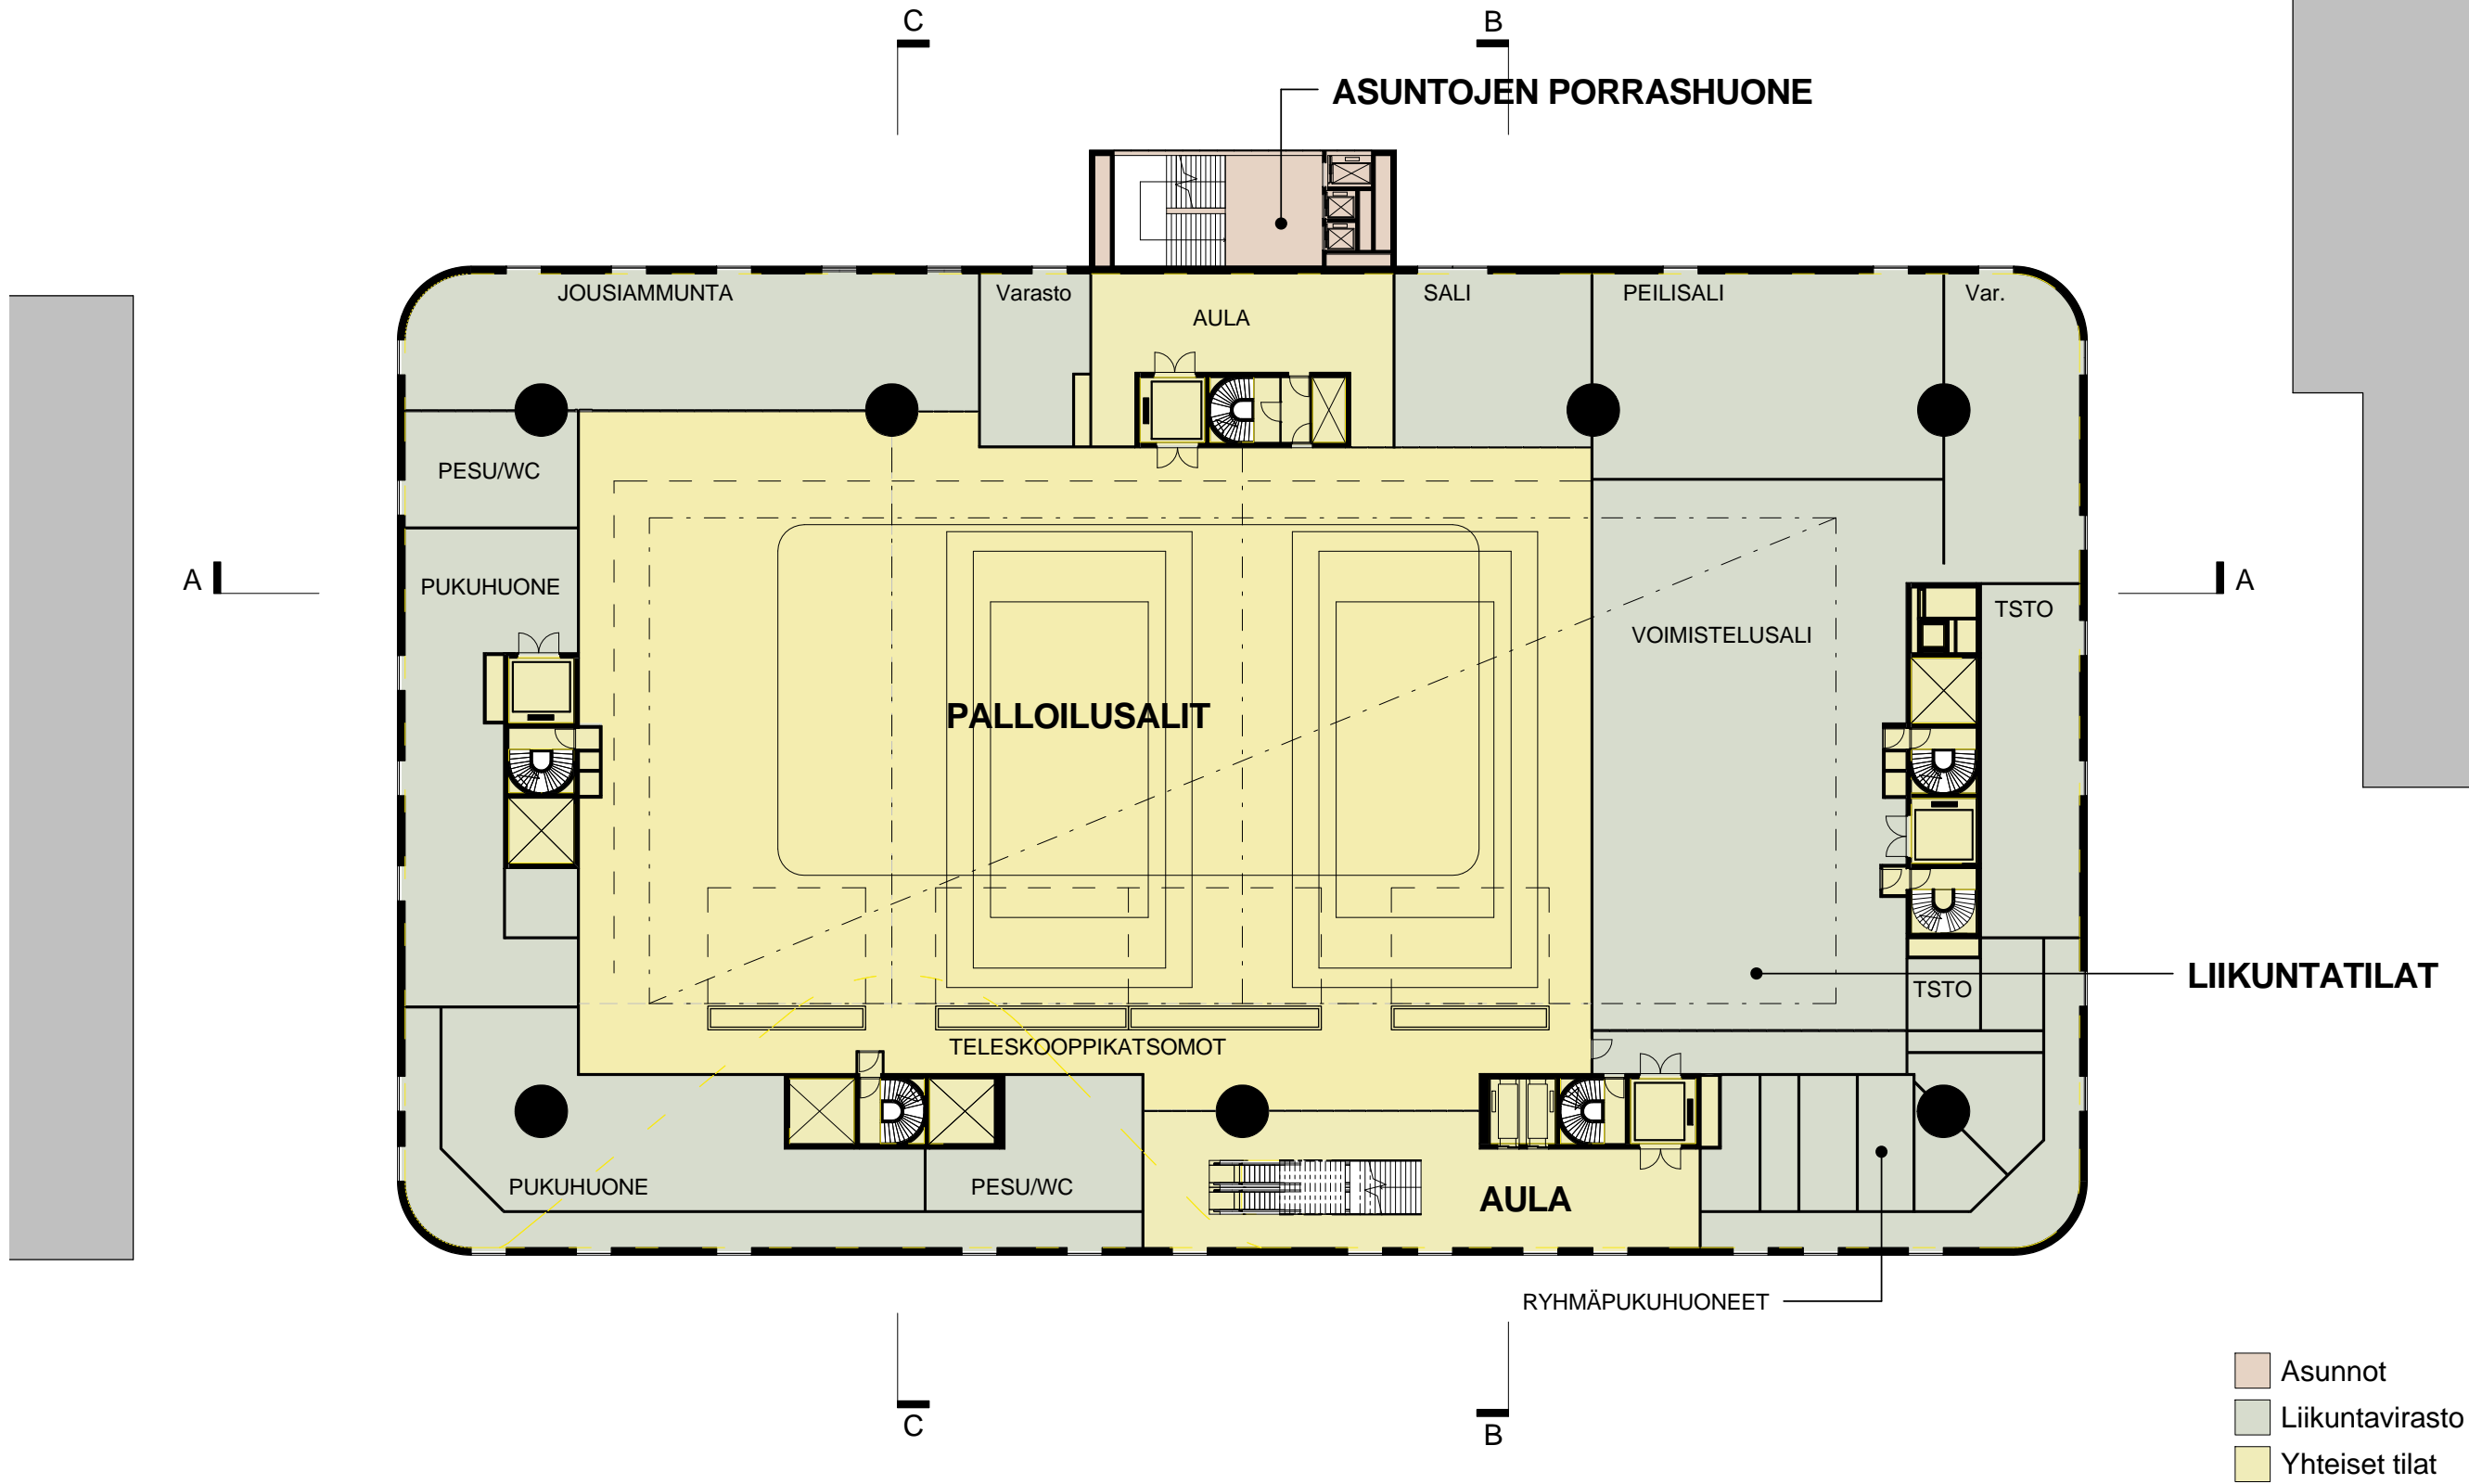 C
B
ASUNTOJEN PORRASHUONE
JOUSIAMMUNTA
Varasto
AULA
SALI
PEILISALI
Var.
PESU/WC
A
A
PUKUHUONE
TSTO
VOIMISTELUSALI
PALLOILUSALIT
LIIKUNTATILAT
TSTO
TELESKOOPPIKATSOMOT
PUKUHUONE
PESU/WC
AULA
RYHMÄPUKUHUONEET
C
B
Asunnot
Liikuntavirasto
Yhteiset tilat